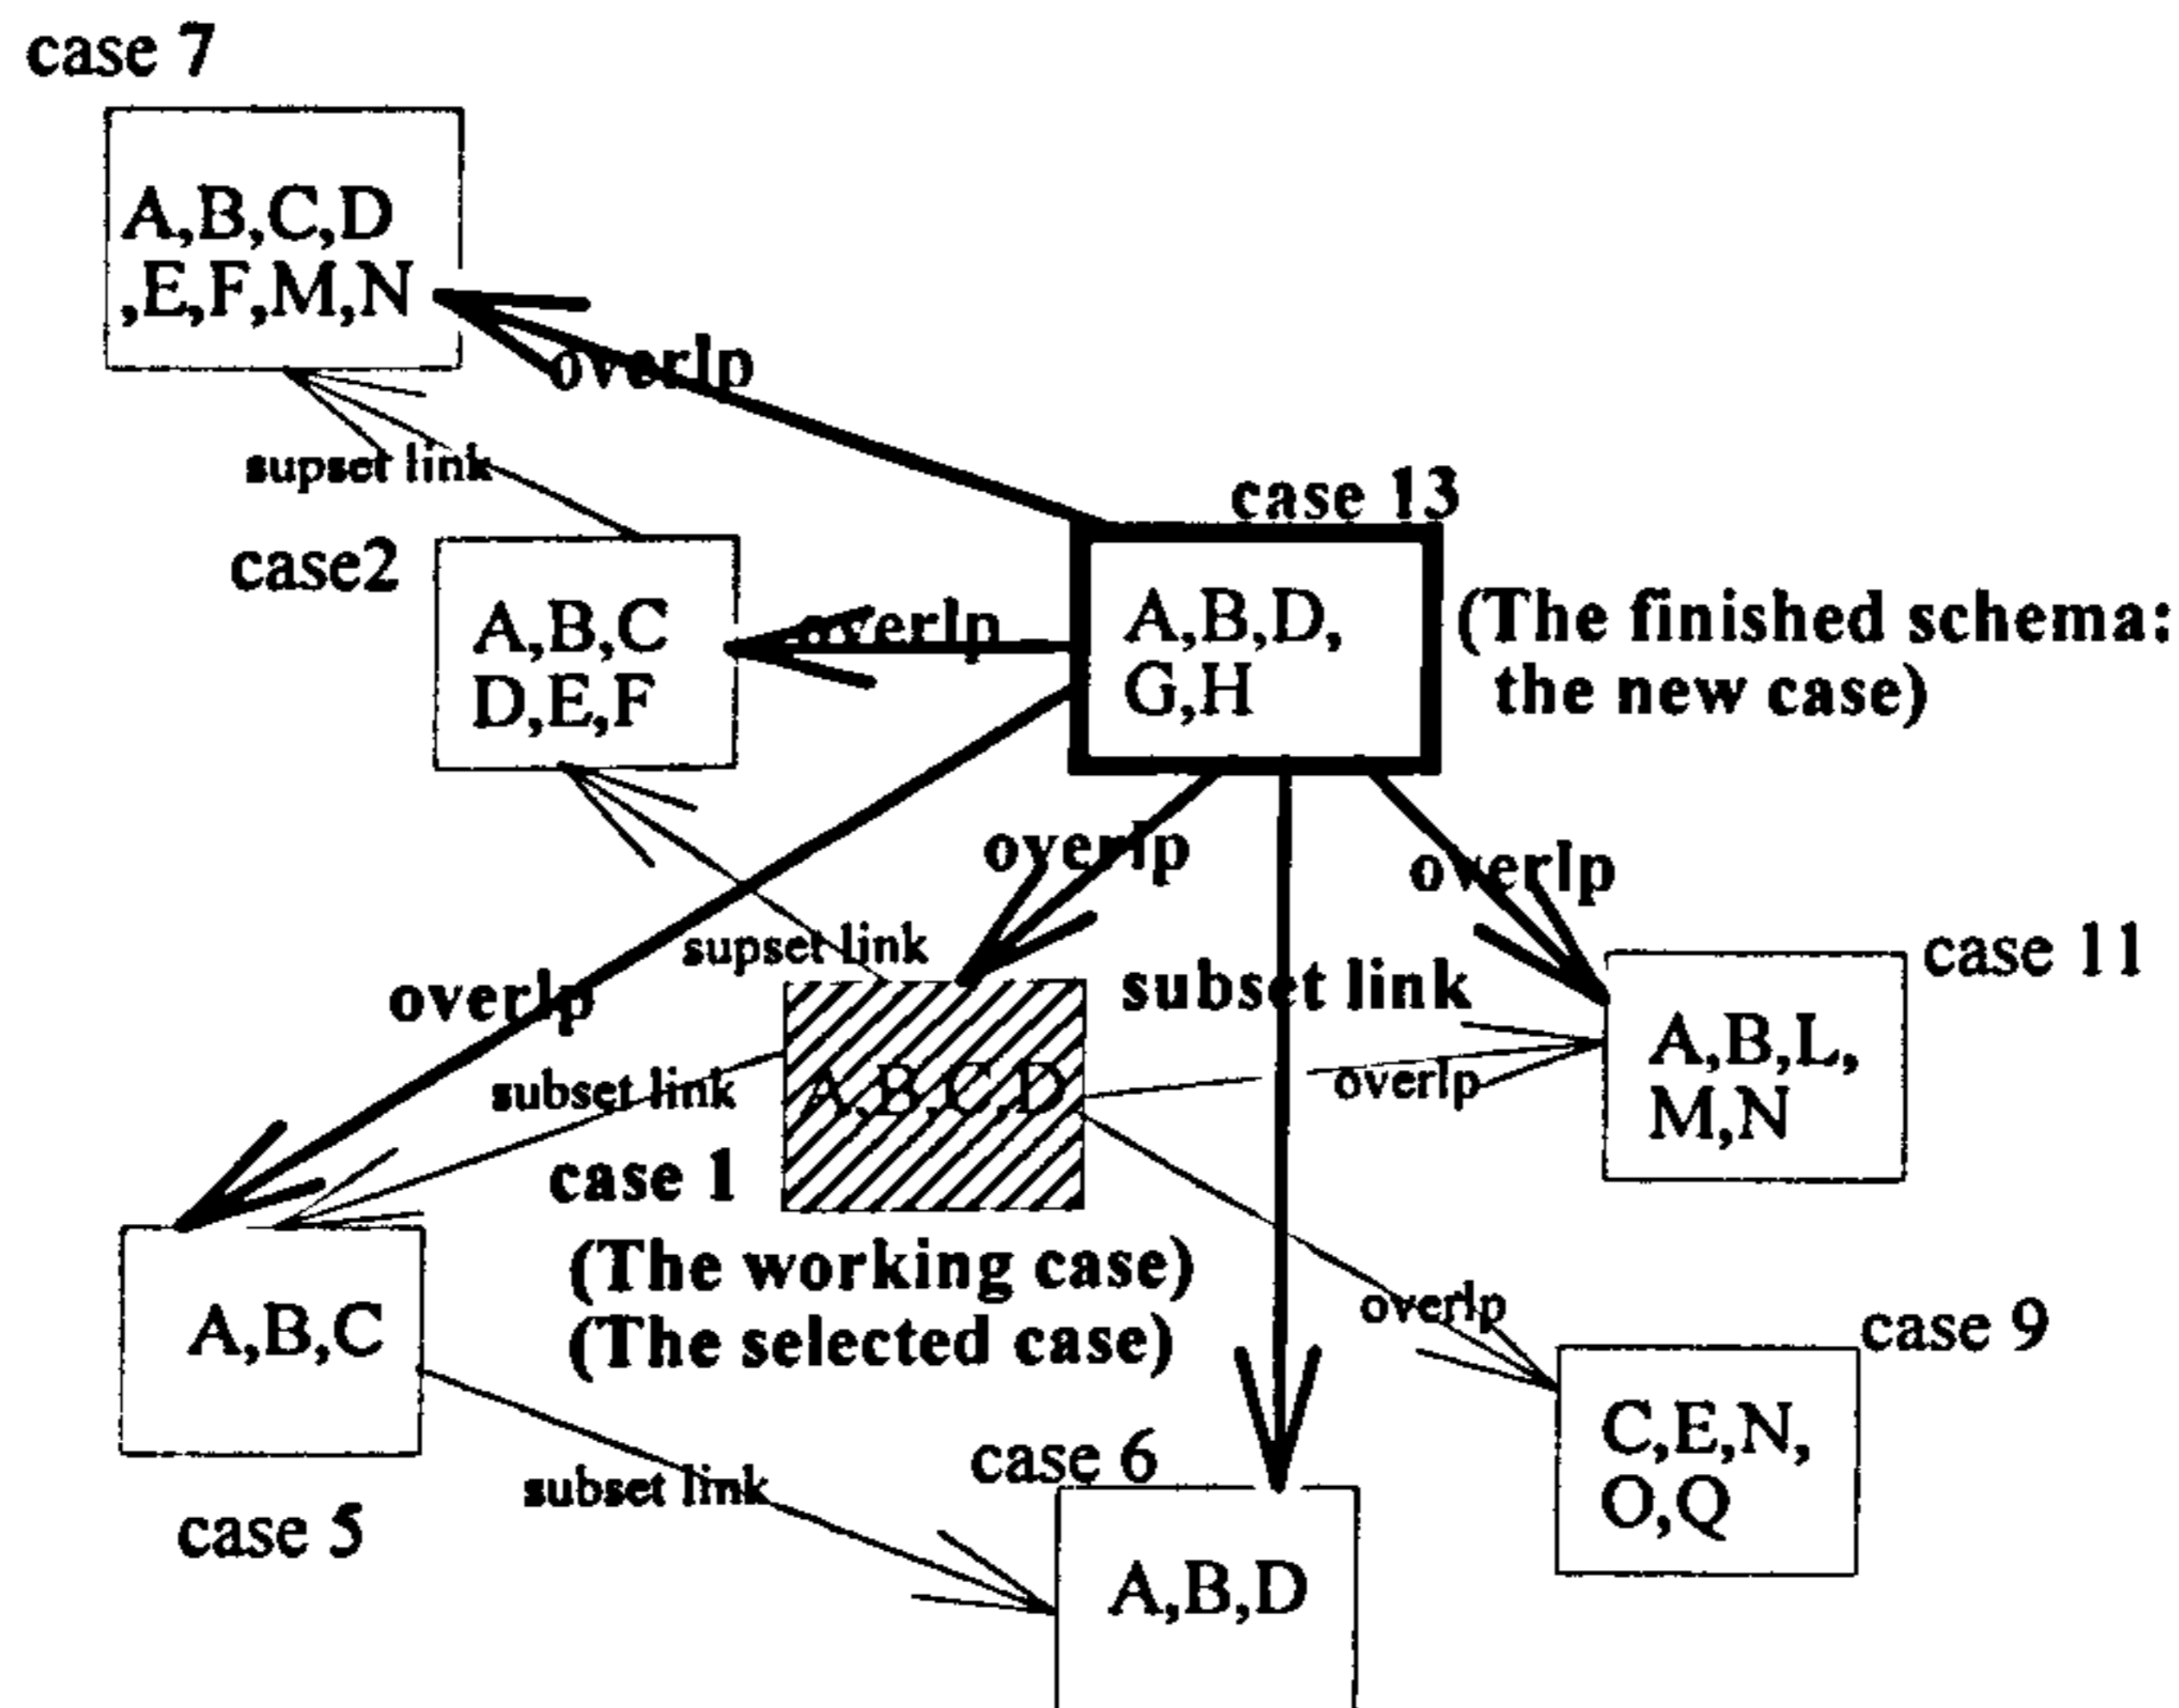 case 7
A,B,C,D
,E,F,M,N
overlp
supset link
case 13
case2
A,B,C
D,E,F
overlp
A,B,D,
G,H
(The finished schema:
the new case)
overlp
overlp
supset link
overlp
subset link
case 11
A,B,L,
M,N
subset link
A,B,C,D
overlp
case 1
(The working case)
(The selected case)
A,B,C
case 5
overlp
case 9
C,E,N,
O,Q
subset link
case 6
A,B,D